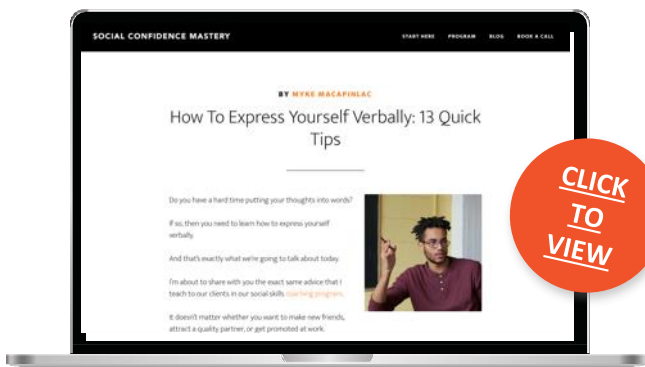 SOCIAL CONFIDENCE MASTERY
START HERE PROGRAM BLOG BOOK A CALL
BY MYKE MACAPINLAC
How To Express Yourself Verbally: 13 Quick
Tips
Do you have a hard time putting your thoughts into words?
If so, then you need to learn how to express yourself
verbally.
And that's exactly what we're going to talk about today.
I'm about to share with you the exact same advice that I
teach to our clients in our social skills coaching program.
It doesn't matter whether you want to make new friends,
attract a quality partner, or get promoted at work.
CLICK
TO
VIEW